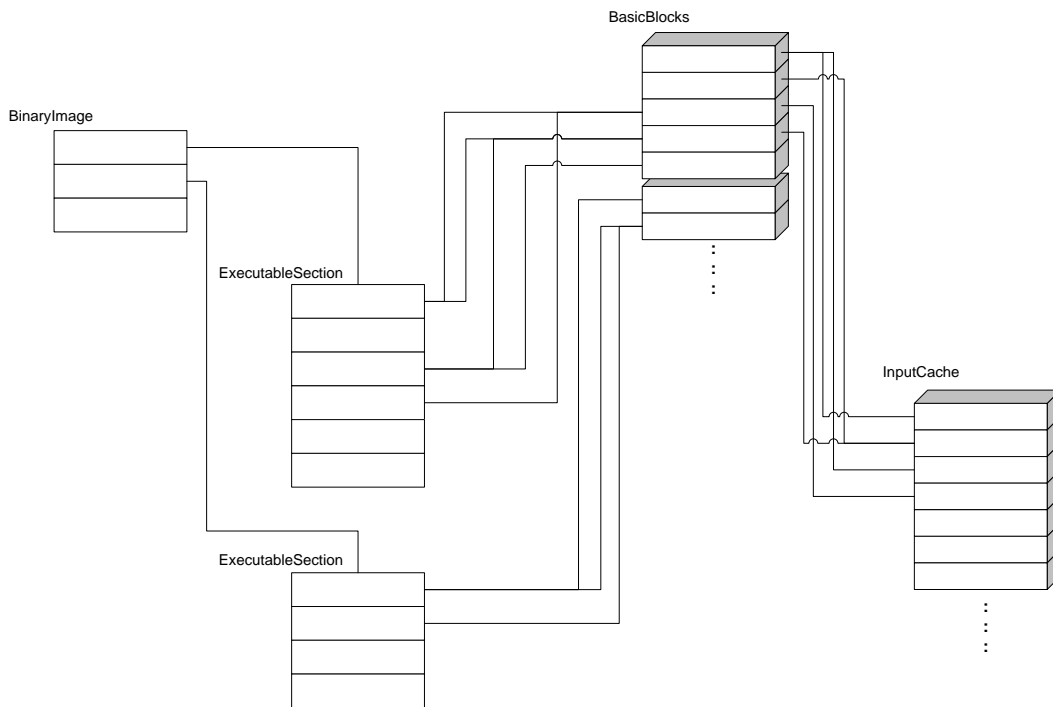 BasicBlocks
BinaryImage
ExecutableSection
InputCache
ExecutableSection